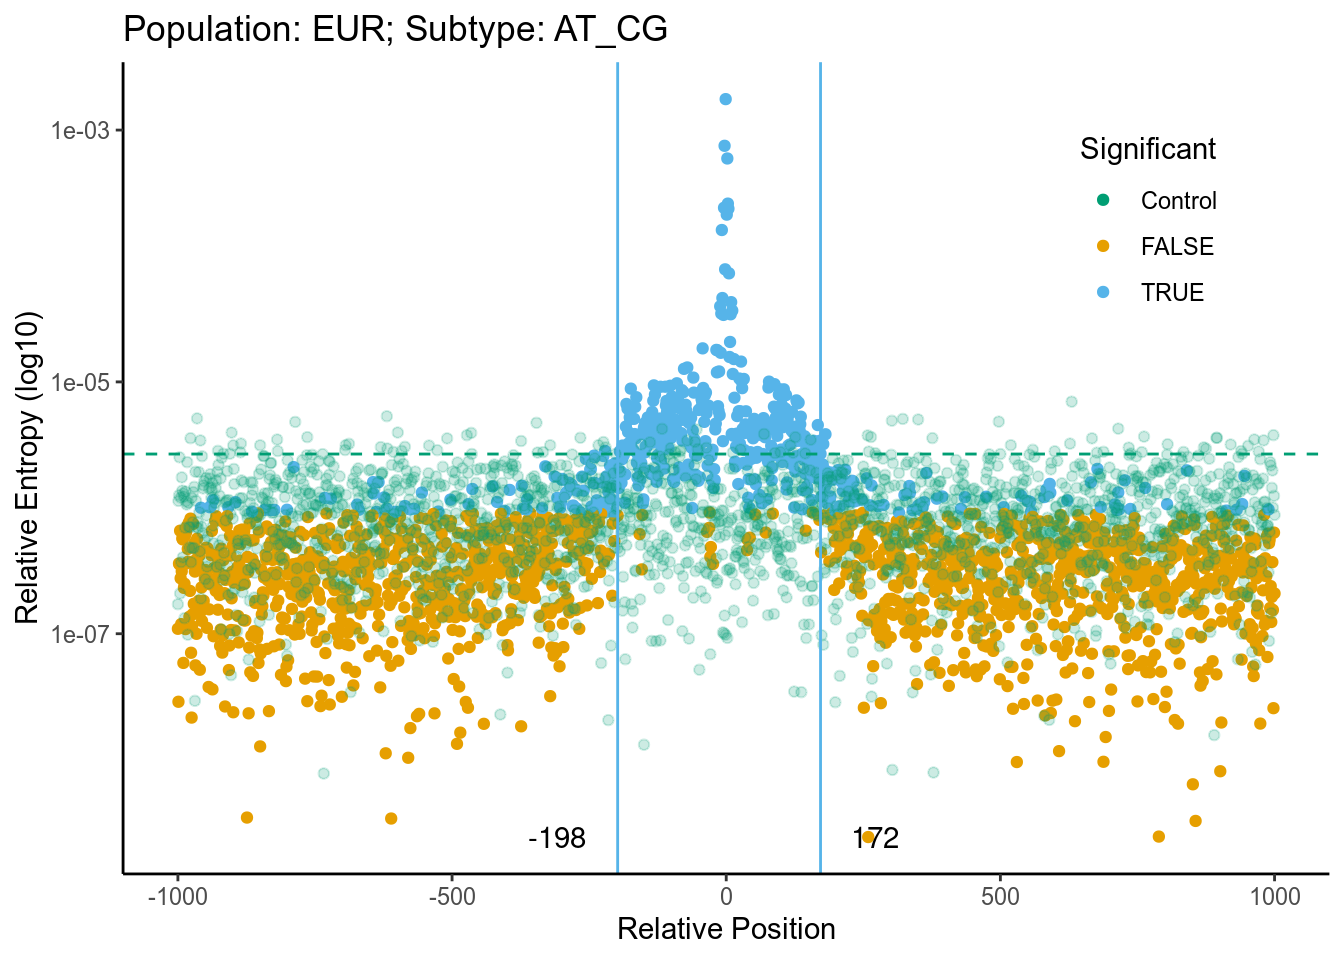 Population: EUR; Subtype: AT_CG
Relative Entropy (log10)
1e-03
1e-05
1e-07
Significant
Control
FALSE
TRUE
-198
172
-1000
-500
0
500
1000
Relative Position